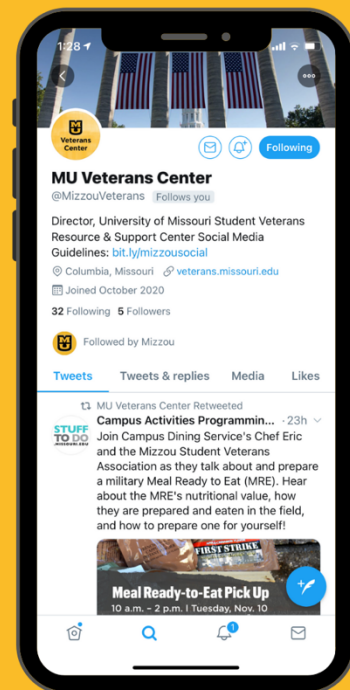 1:28
Veterans
Center
Following
MU Veterans Center
@MizzouVeterans Follows you
Director, University of Missouri Student Veterans
Resource & Support Center Social Media
Guidelines: bit.ly/mizzousocial
Columbia, Missouri veterans.missouri.edu
Joined October 2020
32 Following 5 Followers
Followed by Mizzou
Tweets Tweets & replies Media Likes
MU Veterans Center Retweeted
STUFF
TO DO
Campus Activities Programmin... · 23h
Join Campus Dining Service's Chef Eric
and the Mizzou Student Veterans
Association as they talk about and prepare
a military Meal Ready to Eat (MRE). Hear
about the MRE's nutritional value, how
they are prepared and eaten in the field,
and how to prepare one for yourself!
FIRST STRIKE
Meal Ready-to-Eat Pick Up
10 a.m. – 2 p.m. | Tuesday, Nov. 10
1